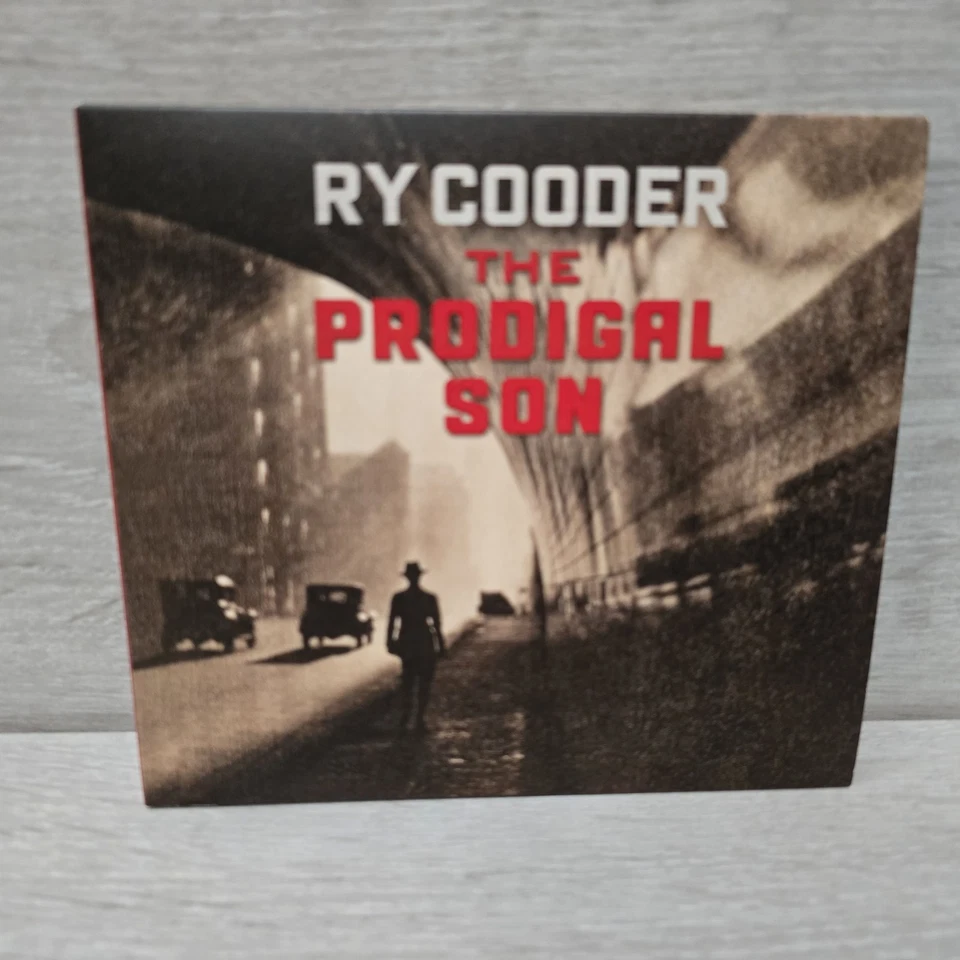 RY COODER
THE
PRODIGAL
SON